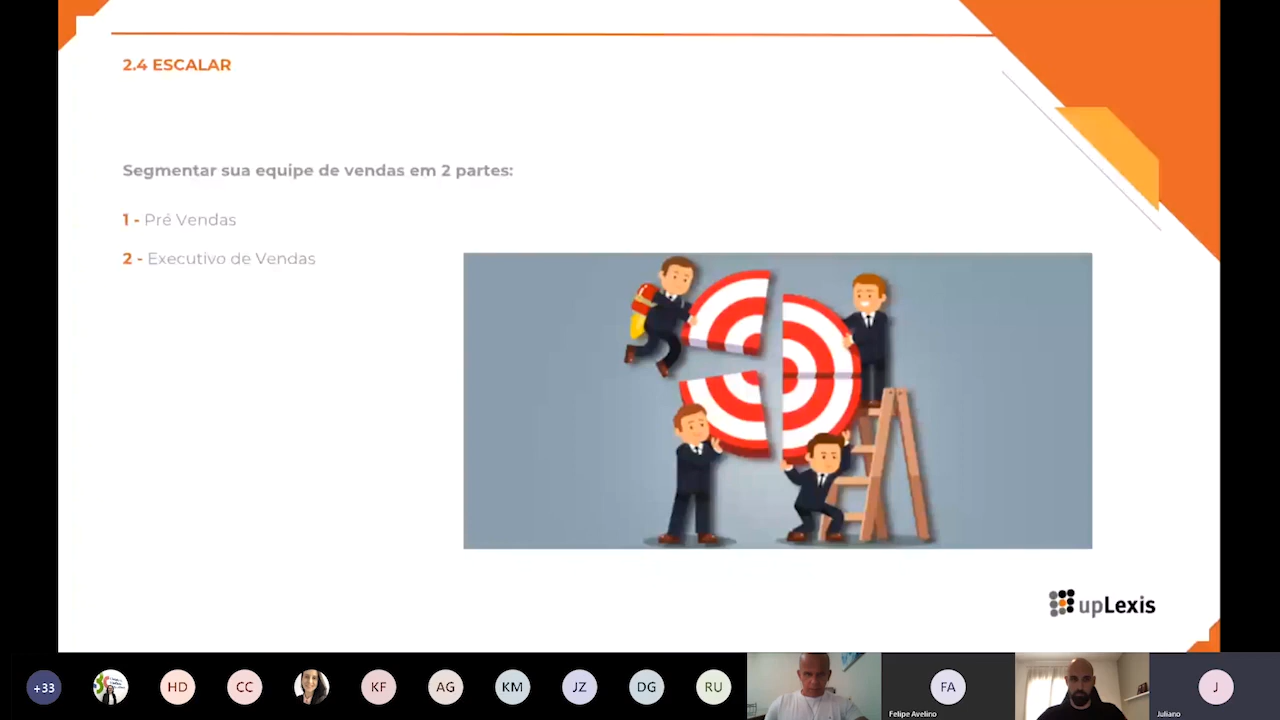 2.4 ESCALAR
Segmentar sua equipe de vendas em 2 partes:
1 - Pré Vendas
2 - Executivo de Vendas
upLexis
+33
HD
CC
KF
AG
KM
JZ
DG
RU
FA
J
Felipe Avelino
Juliano